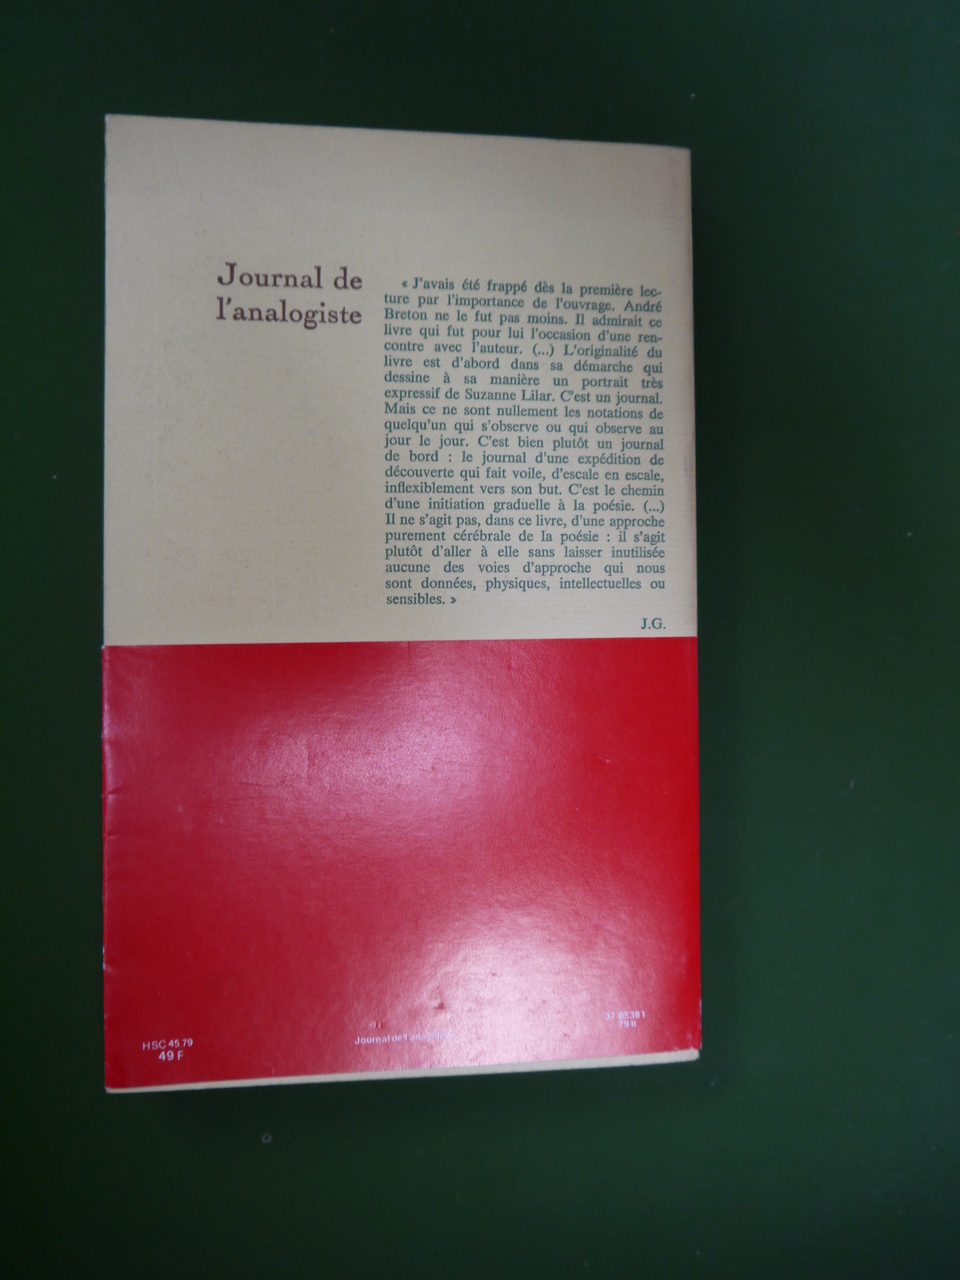 Journal de
l'analogiste
« J'avais été frappé dès la première lec-
ture par l'importance de l'ouvrage. André
Breton ne le fut pas moins. Il admirait ce
livre qui fut pour lui l'occasion d'une ren-
contre avec l'auteur. (...) L'originalité du
livre est d'abord dans sa démarche qui
dessine à sa manière un portrait très
expressif de Suzanne Lilar. C'est un journal.
Mais ce ne sont nullement les notations de
quelqu'un qui s'observe ou qui observe au
jour le jour. C'est bien plutôt un journal
de bord : le journal d'une expédition de
découverte qui fait voile, d'escale en escale,
inflexiblement vers son but. C'est le chemin
d'une initiation graduelle à la poésie. (...)
Il ne s'agit pas, dans ce livre, d'une approche
purement cérébrale de la poésie : il s'agit
plutôt d'aller à elle sans laisser inutilisée
aucune des voies d'approche qui nous
sont données, physiques, intellectuelles ou
sensibles. »
J.G.
HSC 45.79
49 F
Journal de l'analogiste
37 05381
79 II